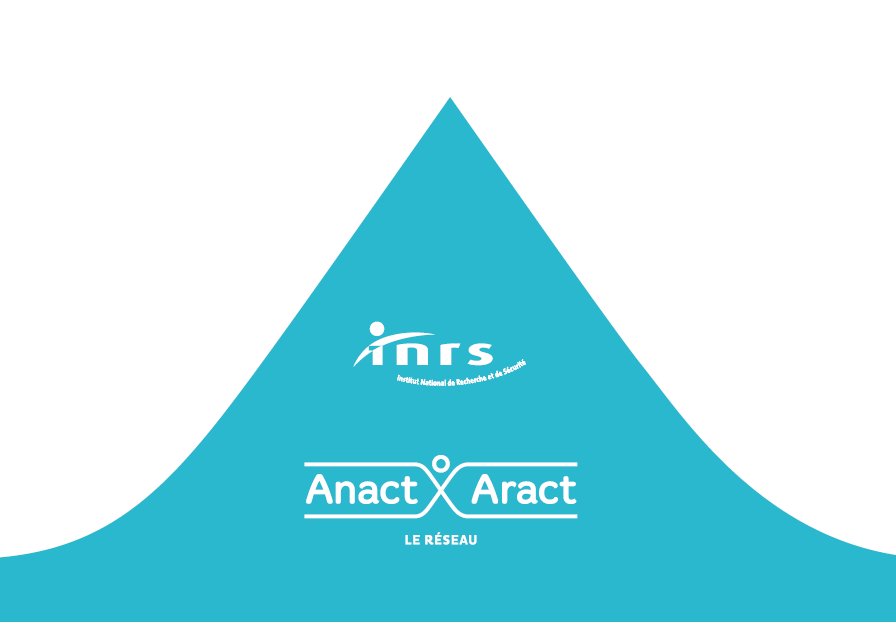 inrs
Institut National de Recherche et de Sécurité
Anact Aract
LE RÉSEAU